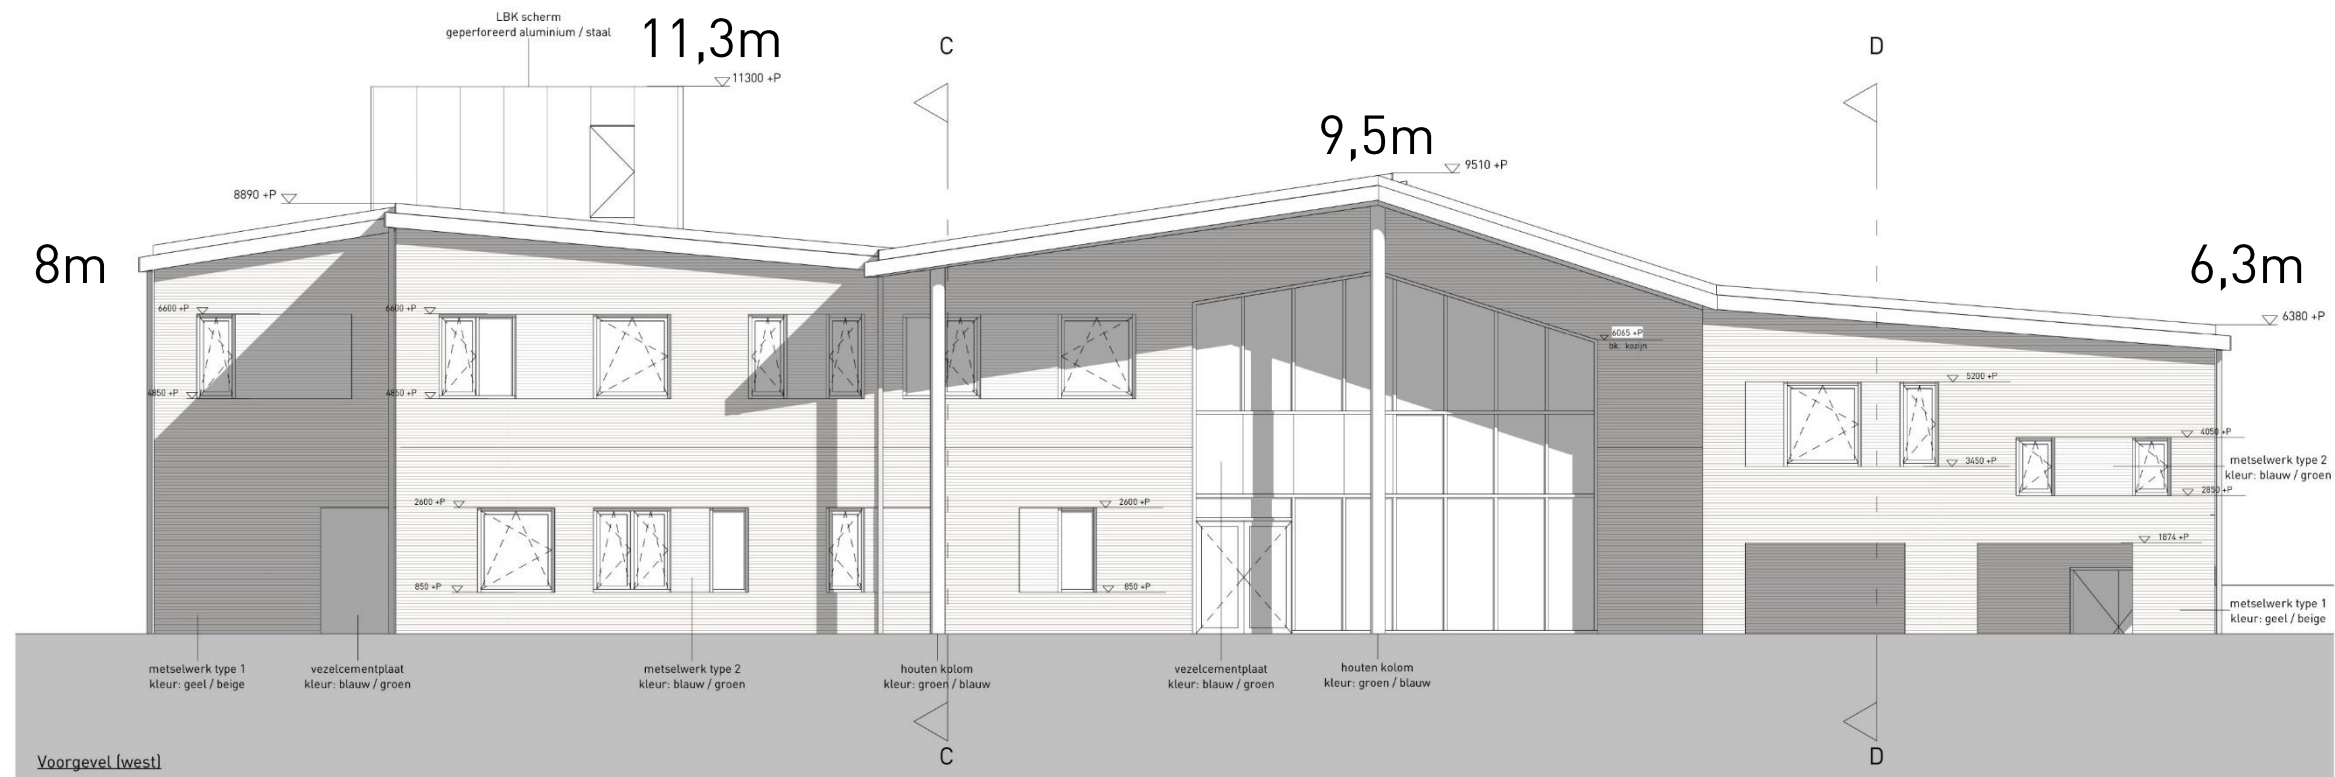 LBK scherm
geperforeerd aluminium / staal
11,3m
11300 +P
C
D
9,5m
9510 +P
8890 +P
8m
6,3m
6600 +P
6600 +P
6380 +P
6065 +P
bk. kozijn
4850 +P
4850 +P
5200 +P
4050 +P
3450 +P
metselwerk type 2
kleur: blauw / groen
2850 +P
2600 +P
2600 +P
1874 +P
850 +P
850 +P
metselwerk type 1
kleur: geel / beige
metselwerk type 1
kleur: geel / beige
vezelcementplaat
kleur: blauw / groen
metselwerk type 2
kleur: blauw / groen
houten kolom
kleur: groen / blauw
vezelcementplaat
kleur: blauw / groen
houten kolom
kleur: groen / blauw
C
D
Voorgevel (west)